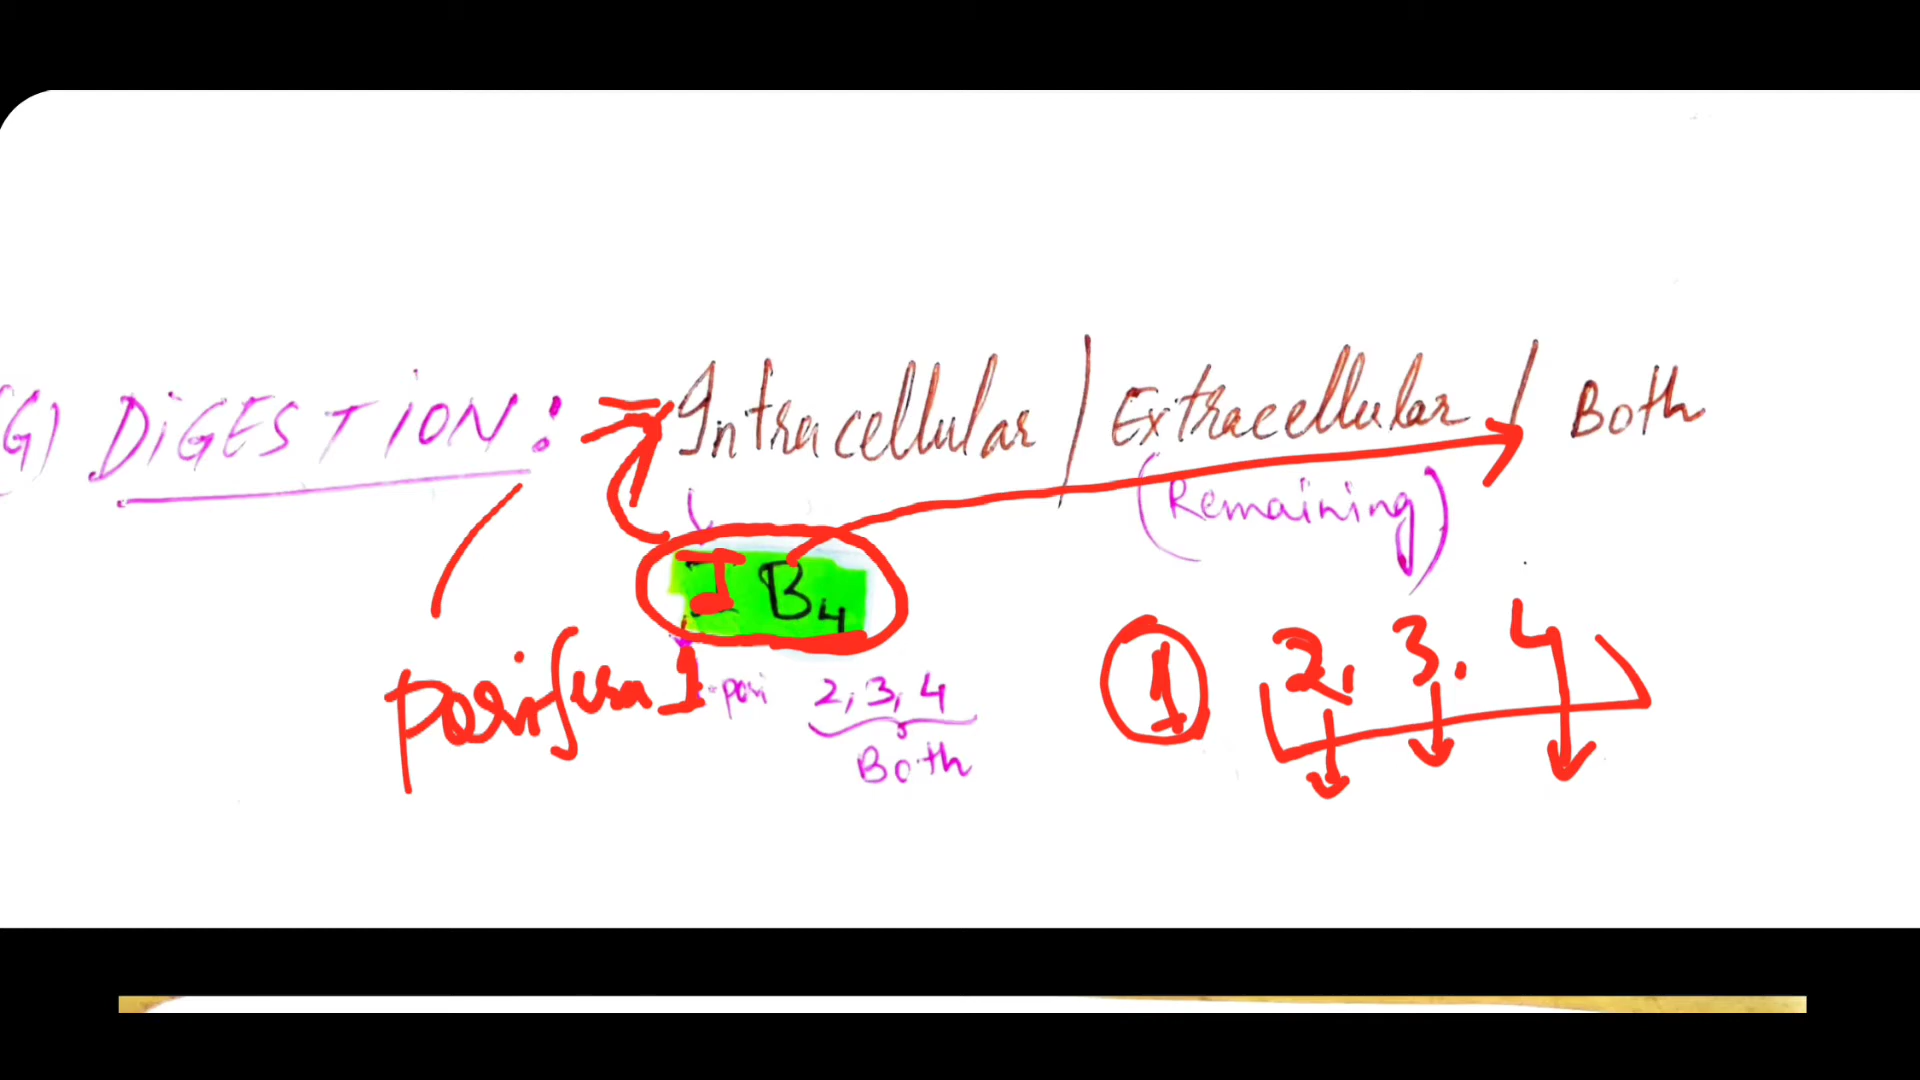 (G) DiGESTiON: → Intracellular / Extracellular / Both
(Remaining)
I B4
porifera I - pori 2, 3, 4
Both
1 2, 3. 4